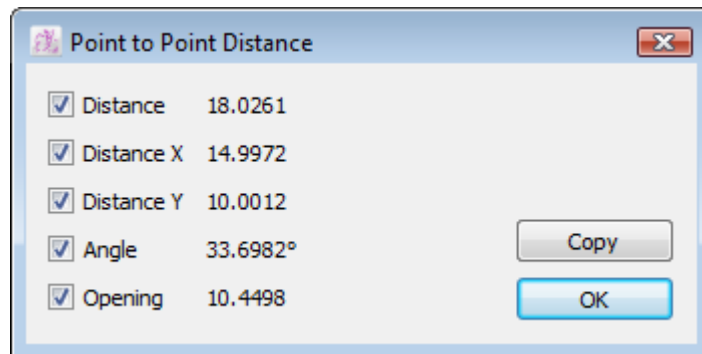 Point to Point Distance
Distance 18.0261
Distance X 14.9972
Distance Y 10.0012
Angle 33.6982°
Opening 10.4498
Copy
OK